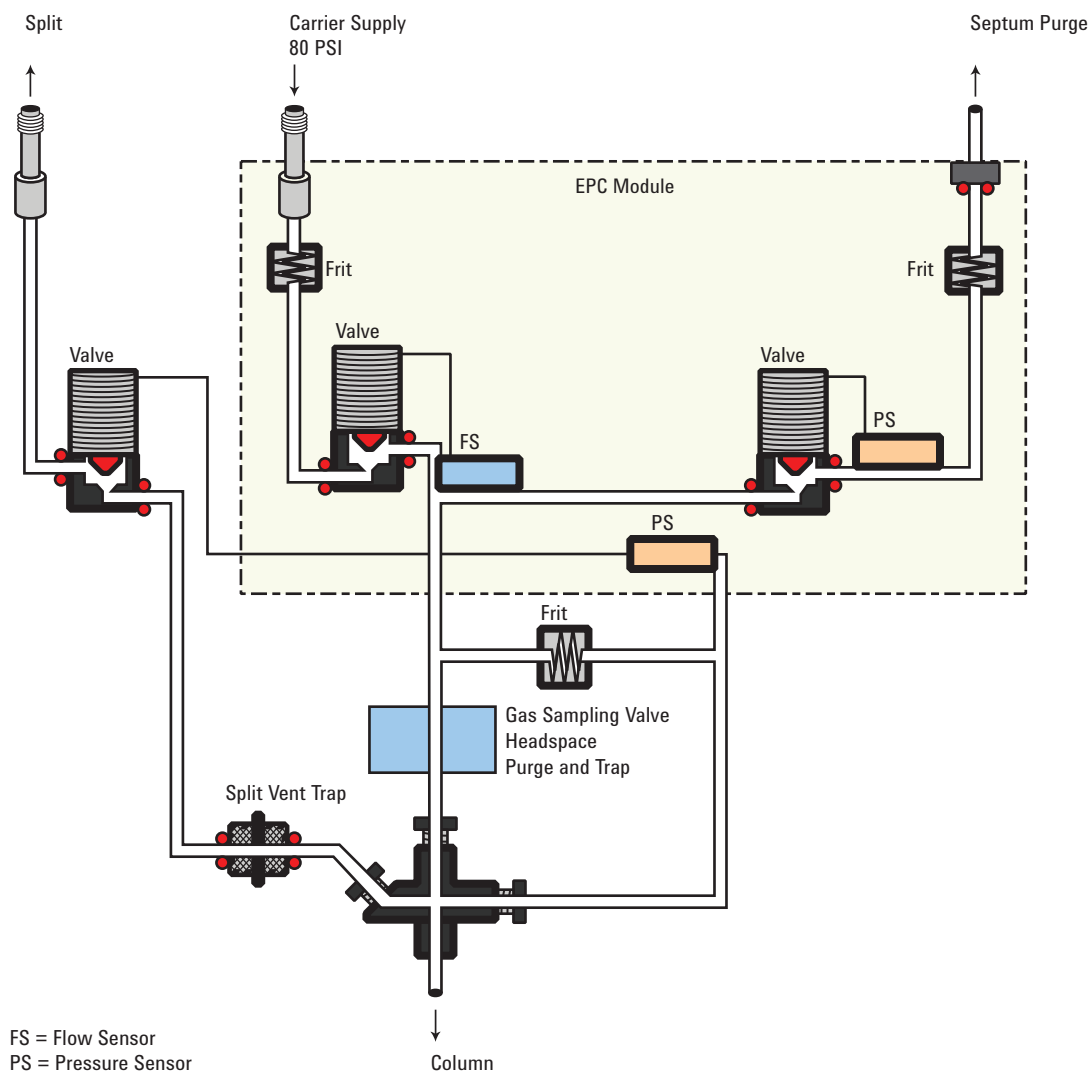 Split
Carrier Supply
80 PSI
Septum Purge
EPC Module
Frit
Frit
Valve
Valve
Valve
PS
FS
PS
Frit
Gas Sampling Valve
Headspace
Purge and Trap
Split Vent Trap
FS = Flow Sensor
PS = Pressure Sensor
Column